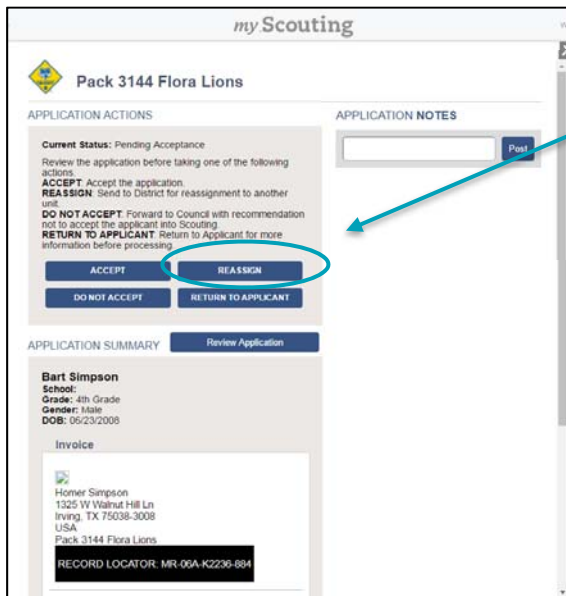 my.Scouting
Pack 3144 Flora Lions
APPLICATION ACTIONS
Current Status: Pending Acceptance
Review the application before taking one of the following
actions.
ACCEPT: Accept the application.
REASSIGN: Send to District for reassignment to another
unit.
DO NOT ACCEPT: Forward to Council with recommendation
not to accept the applicant into Scouting.
RETURN TO APPLICANT: Return to Applicant for more
information before processing.
ACCEPT REASSIGN
DO NOT ACCEPT RETURN TO APPLICANT
APPLICATION NOTES
Post
APPLICATION SUMMARY Review Application
Bart Simpson
School:
Grade: 4th Grade
Gender: Male
DOB: 06/23/2008
Invoice
Homer Simpson
1325 W Walnut Hill Ln
Irving, TX 75038-3008
USA
Pack 3144 Flora Lions
RECORD LOCATOR: MR-06A-K2236-884